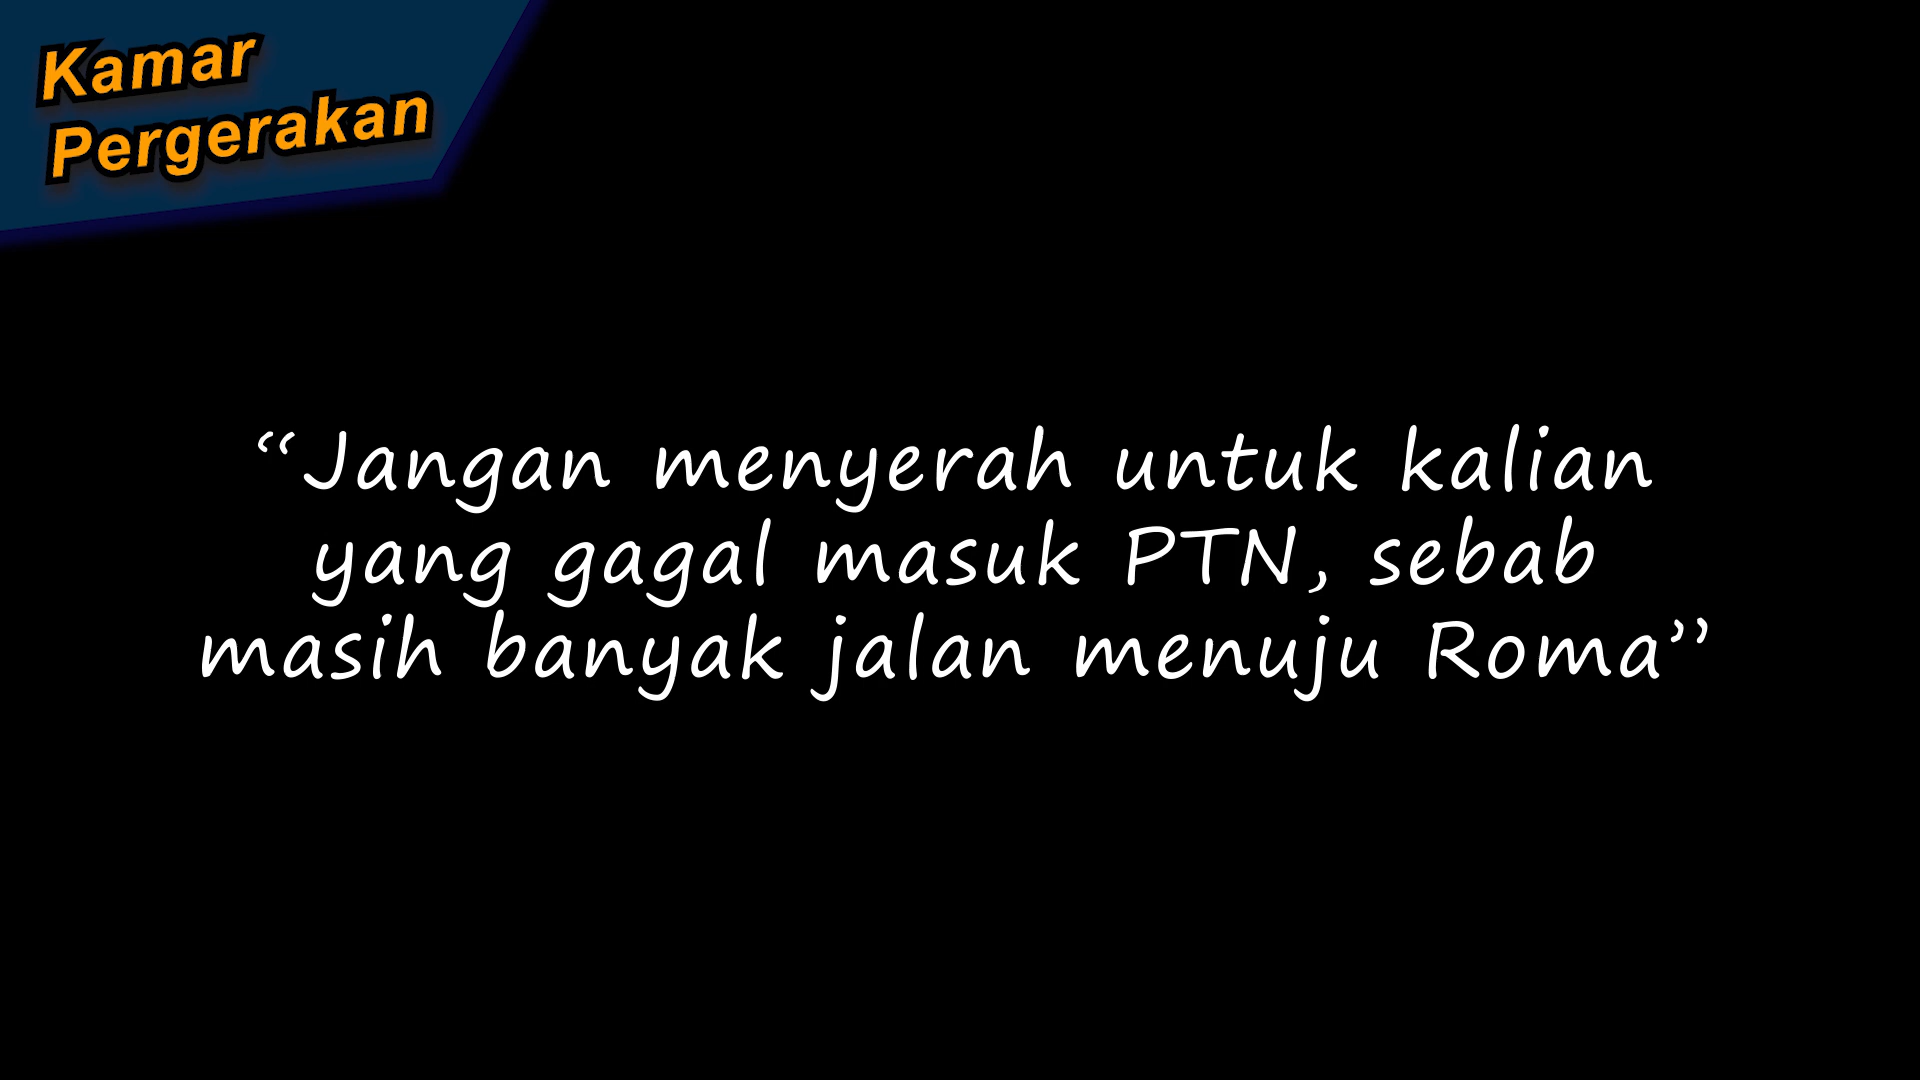 Kamar
Pergerakan
“Jangan menyerah untuk kalian
yang gagal masuk PTN, sebab
masih banyak jalan menuju Roma”